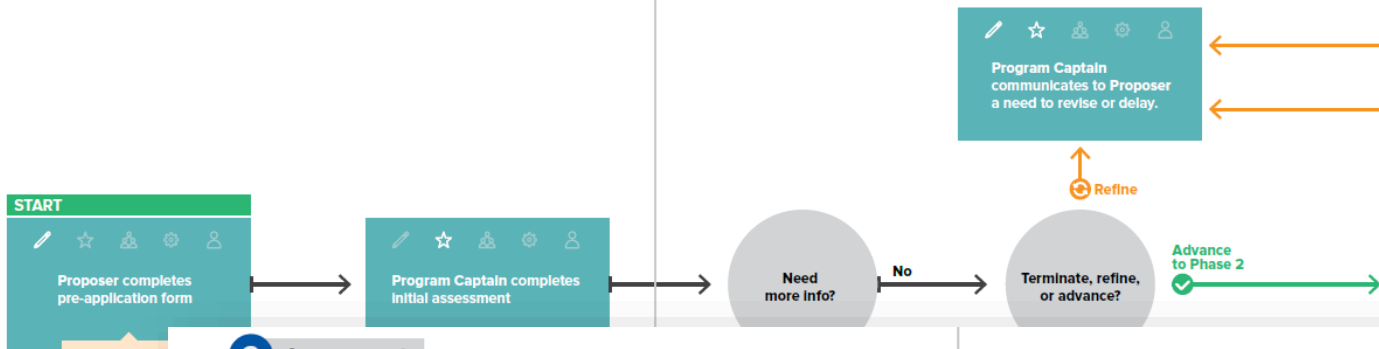 Program Captain
communicates to Proposer
a need to revise or delay.
Refine
START
Proposer completes
pre-application form
Program Captain completes
initial assessment
Need
more info?
No
Terminate, refine,
or advance?
Advance
to Phase 2